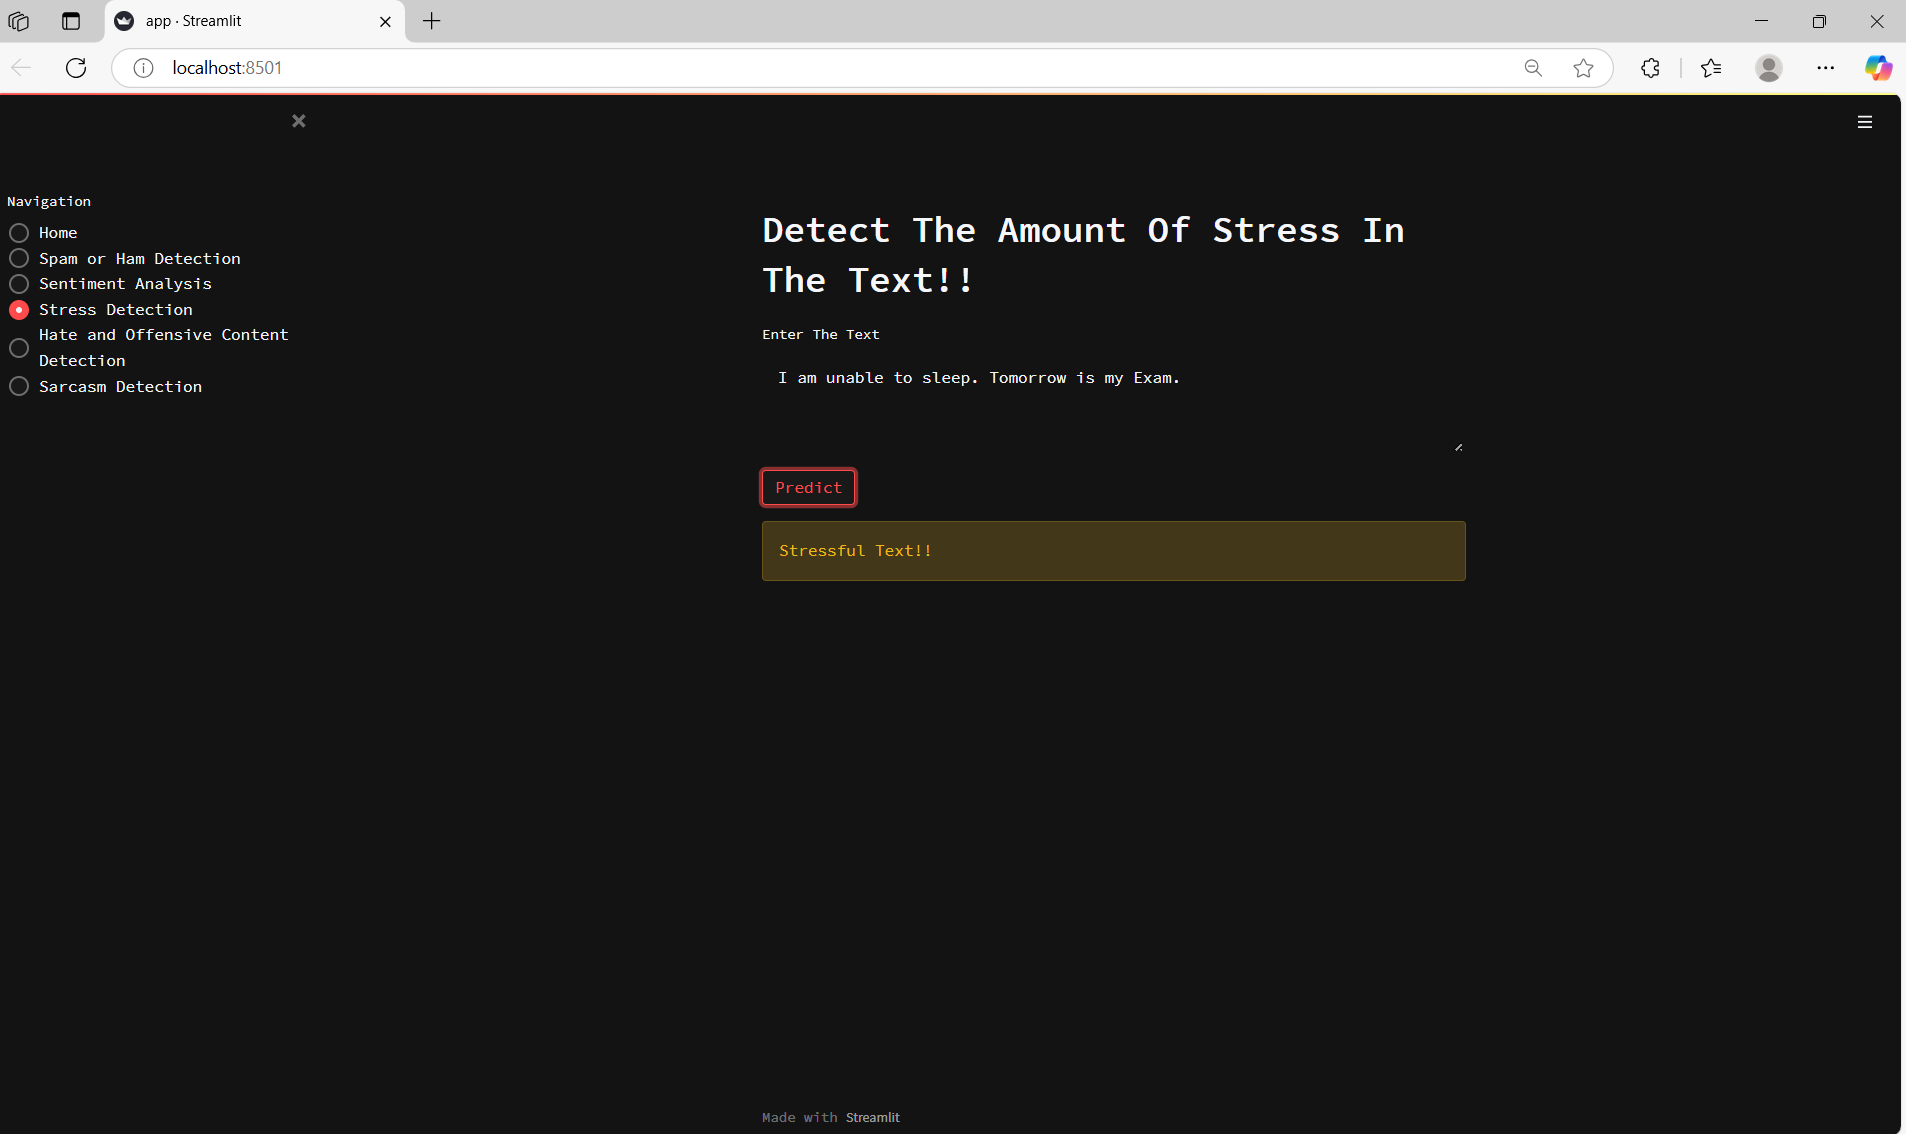 app · Streamlit
localhost:8501
Navigation
Home
Spam or Ham Detection
Sentiment Analysis
Stress Detection
Hate and Offensive Content
Detection
Sarcasm Detection
Detect The Amount Of Stress In
The Text!!
Enter The Text
I am unable to sleep. Tomorrow is my Exam.
Predict
Stressful Text!!
Made with Streamlit